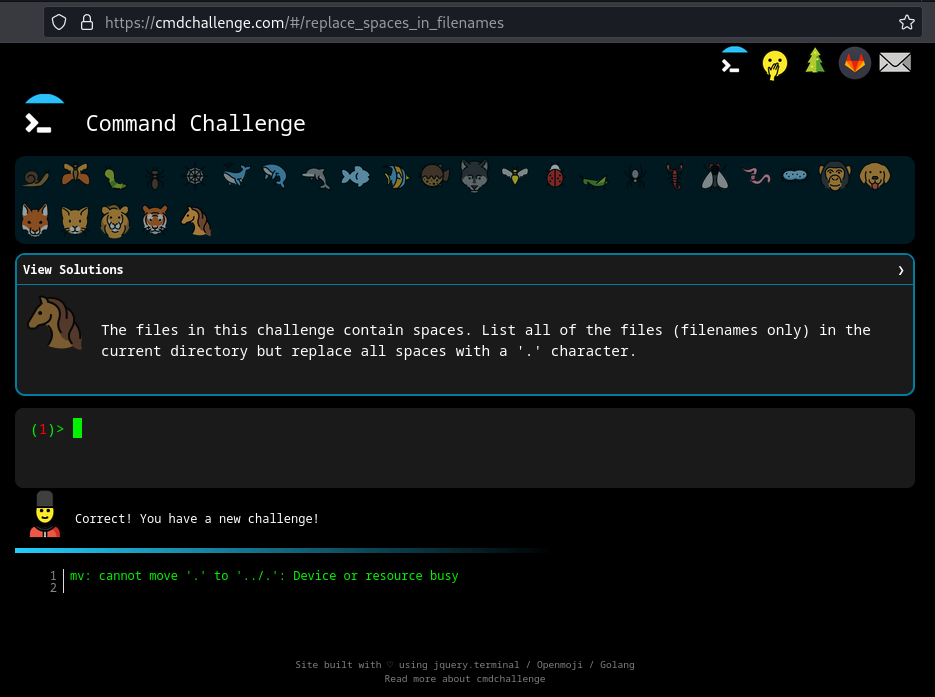 https://cmdchallenge.com/#/replace_spaces_in_filenames
Command Challenge
View Solutions ❯
The files in this challenge contain spaces. List all of the files (filenames only) in the
current directory but replace all spaces with a '.' character.
(1)>
Correct! You have a new challenge!
1 mv: cannot move '.' to '../.': Device or resource busy
2
Site built with ♡ using jquery.terminal / Openmoji / Golang
Read more about cmdchallenge